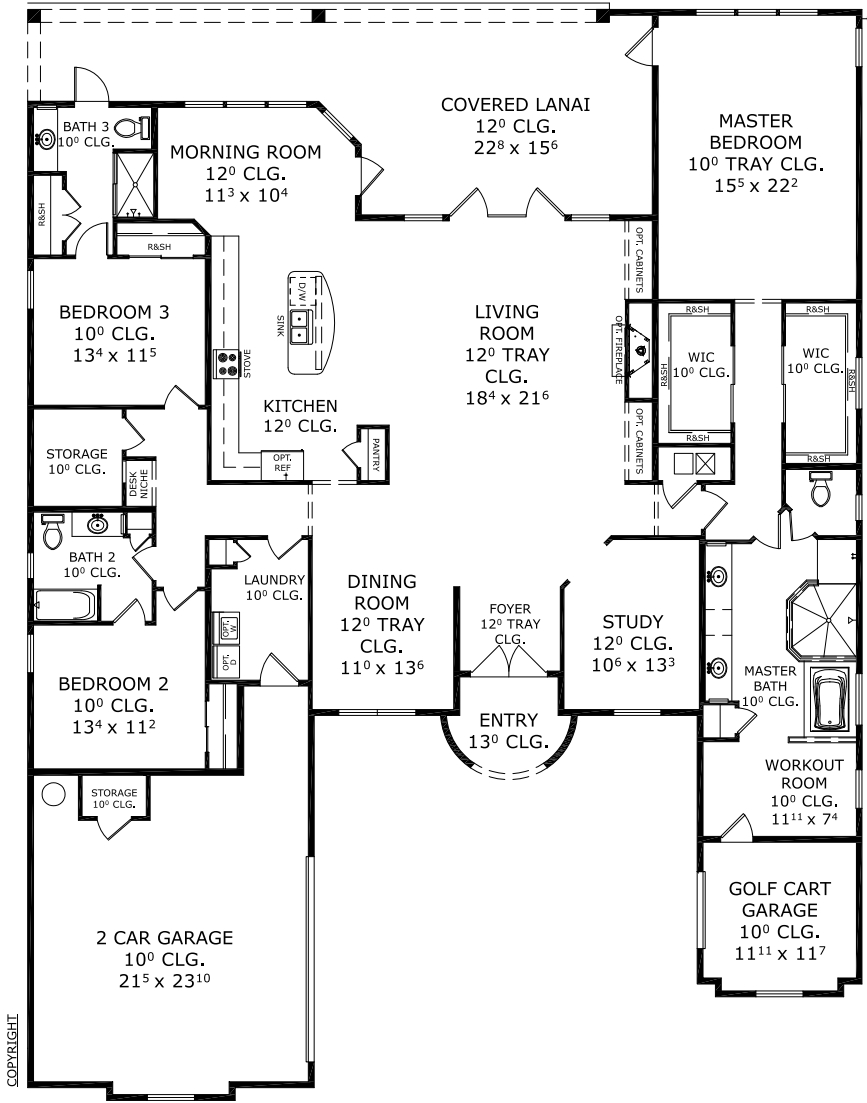 COVERED LANAI
12⁰ CLG.
22⁸ x 15⁶
MASTER
BEDROOM
10⁰ TRAY CLG.
15⁵ x 22²
BATH 3
10⁰ CLG.
MORNING ROOM
12⁰ CLG.
11³ x 10⁴
R&SH
R&SH
OPT. CABINETS
BEDROOM 3
10⁰ CLG.
13⁴ x 11⁵
D/W
SINK
STOVE
LIVING
ROOM
12⁰ TRAY
CLG.
18⁴ x 21⁶
OPT. FIREPLACE
R&SH
R&SH
WIC
10⁰ CLG.
R&SH
R&SH
WIC
10⁰ CLG.
R&SH
R&SH
KITCHEN
12⁰ CLG.
OPT.
REF
PANTRY
OPT. CABINETS
STORAGE
10⁰ CLG.
DESK
NICHE
BATH 2
10⁰ CLG.
LAUNDRY
10⁰ CLG.
OPT.
W
OPT.
D
DINING
ROOM
12⁰ TRAY
CLG.
11⁰ x 13⁶
FOYER
12⁰ TRAY
CLG.
STUDY
12⁰ CLG.
10⁶ x 13³
MASTER
BATH
10⁰ CLG.
BEDROOM 2
10⁰ CLG.
13⁴ x 11²
ENTRY
13⁰ CLG.
WORKOUT
ROOM
10⁰ CLG.
11¹¹ x 7⁴
STORAGE
10⁰ CLG.
2 CAR GARAGE
10⁰ CLG.
21⁵ x 23¹⁰
GOLF CART
GARAGE
10⁰ CLG.
11¹¹ x 11⁷
COPYRIGHT